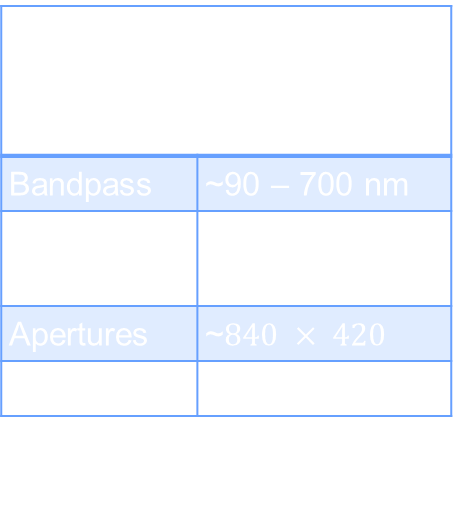 Bandpass ~90 – 700 nm
Apertures ~840 × 420